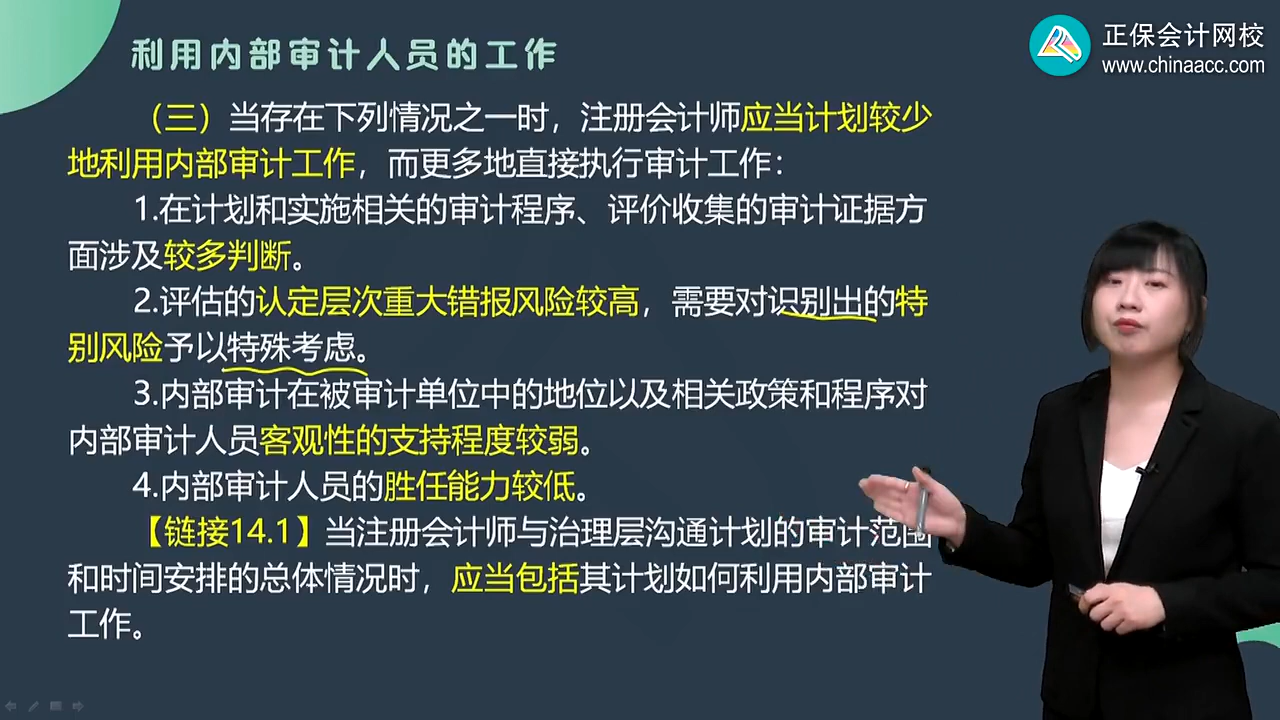 利用内部审计人员的工作
正保会计网校
www.chinaacc.com
（三）当存在下列情况之一时，注册会计师应当计划较少
地利用内部审计工作，而更多地直接执行审计工作：
1.在计划和实施相关的审计程序、评价收集的审计证据方
面涉及较多判断。
2.评估的认定层次重大错报风险较高，需要对识别出的特
别风险予以特殊考虑。
3.内部审计在被审计单位中的地位以及相关政策和程序对
内部审计人员客观性的支持程度较弱。
4.内部审计人员的胜任能力较低。
【链接14.1】当注册会计师与治理层沟通计划的审计范围
和时间安排的总体情况时，应当包括其计划如何利用内部审计
工作。